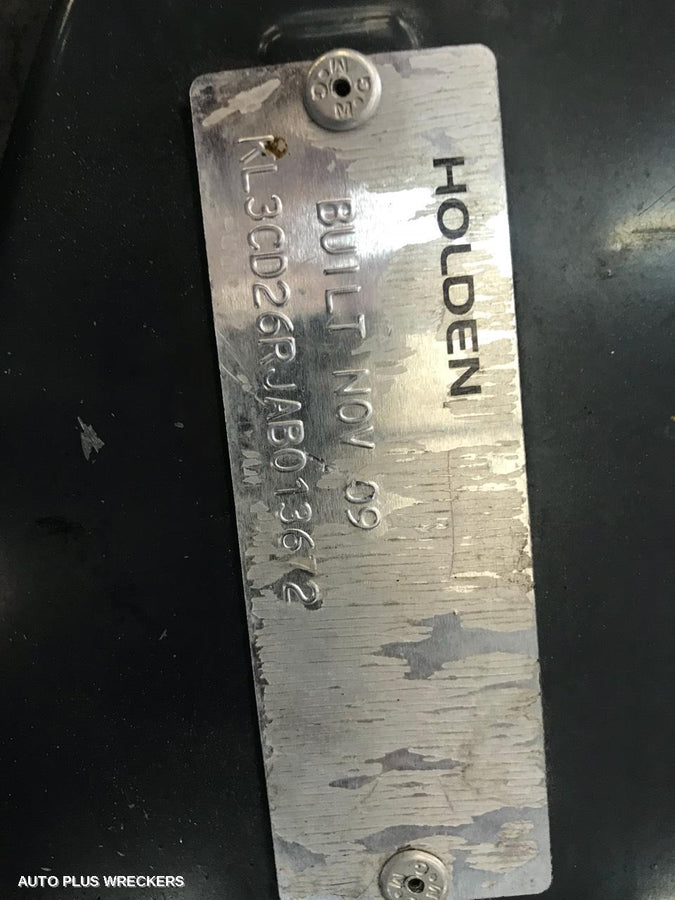 HOLDEN
BUILT NOV 09
KL3CD26RJAB013672
AUTO PLUS WRECKERS